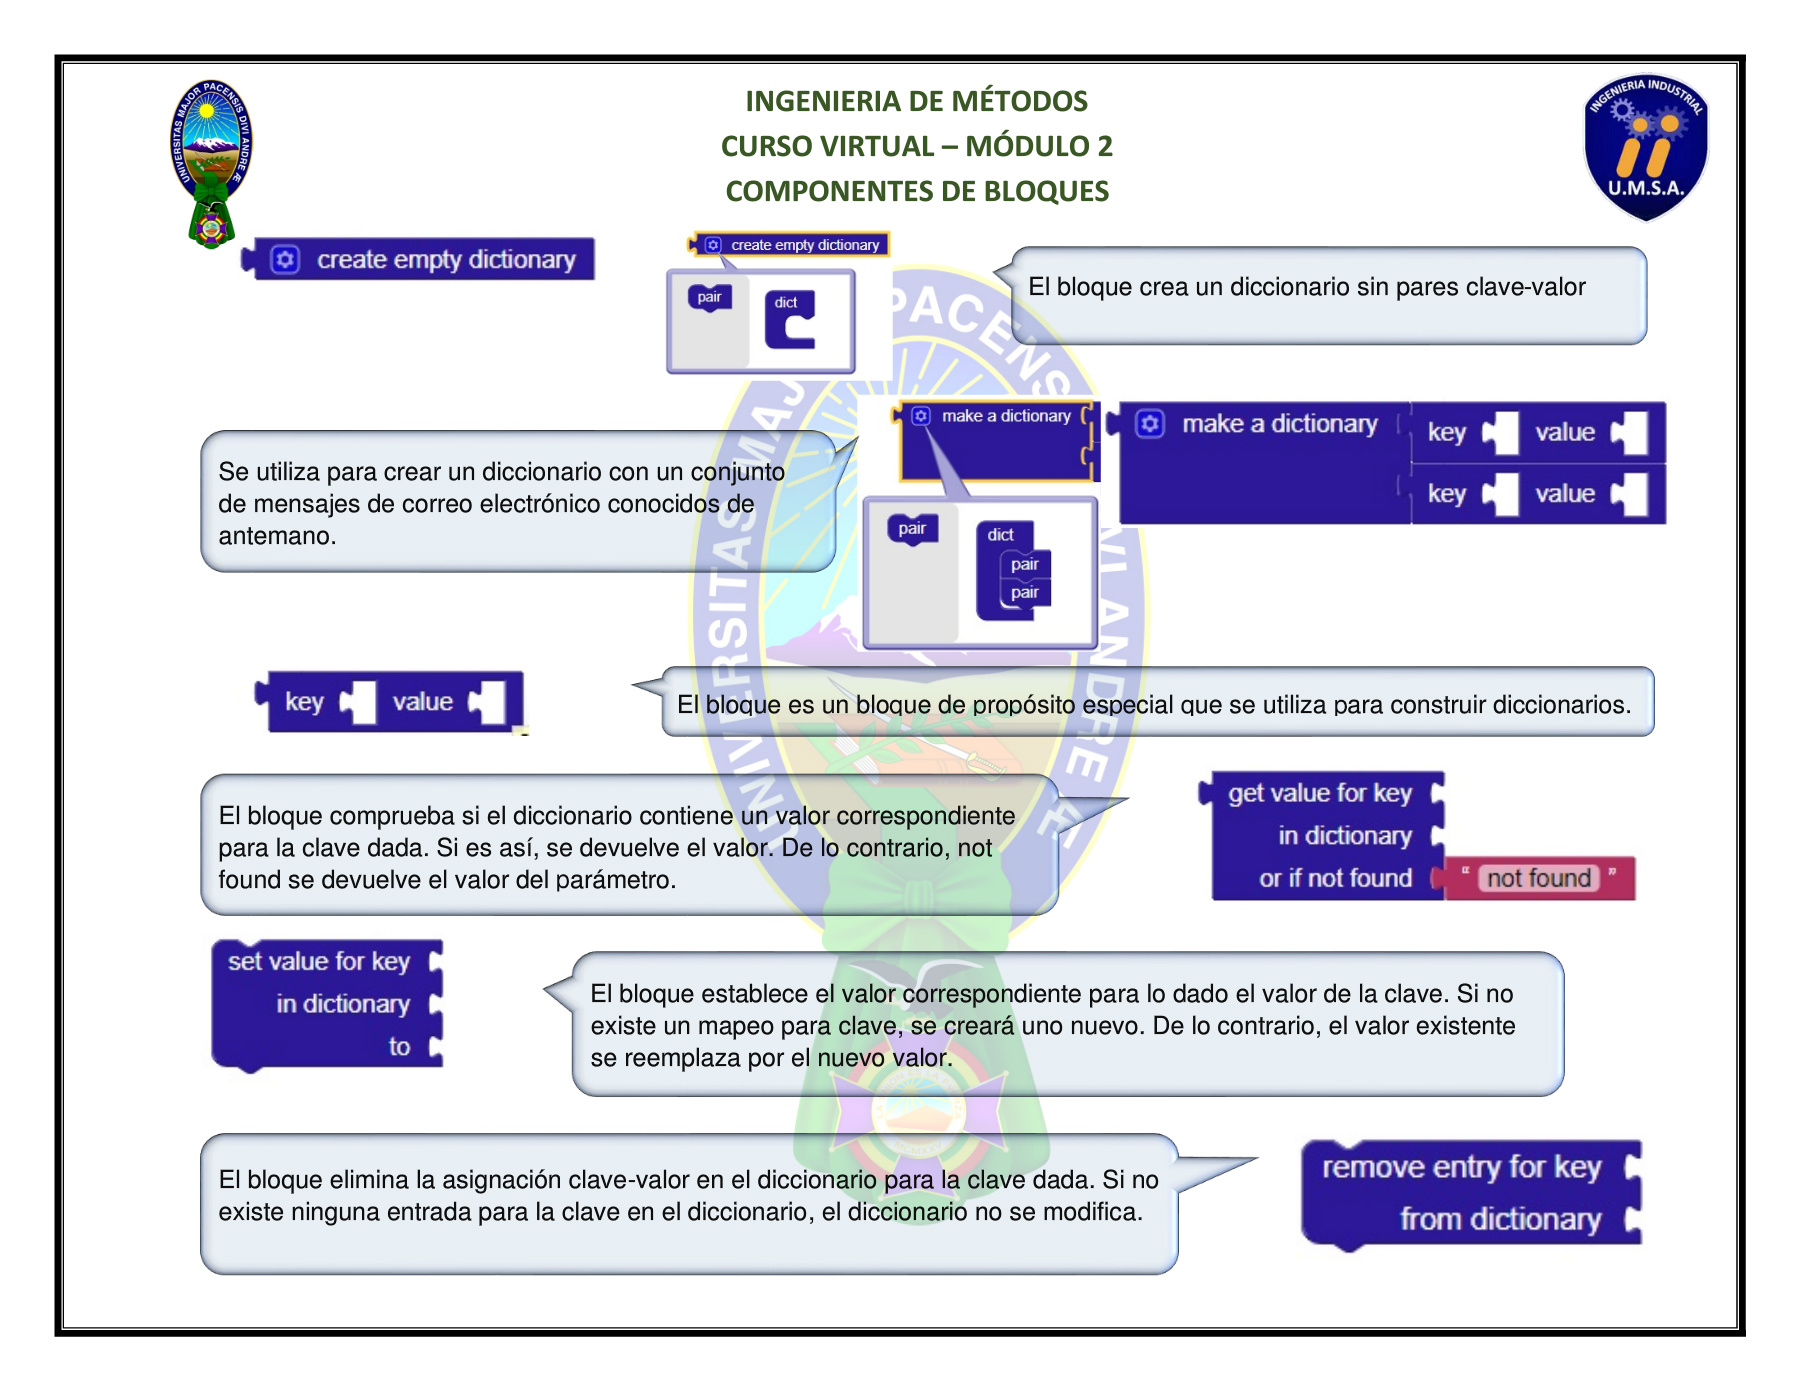 UNIVERSITAS MAJOR PACENSIS DIVI ANDRE Æ
INGENIERIA DE MÉTODOS
CURSO VIRTUAL – MÓDULO 2
COMPONENTES DE BLOQUES
INGENIERIA INDUSTRIAL
U.M.S.A.
create empty dictionary
create empty dictionary
pair
dict
El bloque crea un diccionario sin pares clave-valor
Se utiliza para crear un diccionario con un conjunto
de mensajes de correo electrónico conocidos de
antemano.
make a dictionary
pair
dict
pair
pair
make a dictionary
key value
key value
key value
El bloque es un bloque de propósito especial que se utiliza para construir diccionarios.
El bloque comprueba si el diccionario contiene un valor correspondiente
para la clave dada. Si es así, se devuelve el valor. De lo contrario, not
found se devuelve el valor del parámetro.
get value for key
in dictionary
or if not found “ not found ”
set value for key
in dictionary
to
El bloque establece el valor correspondiente para lo dado el valor de la clave. Si no
existe un mapeo para clave, se creará uno nuevo. De lo contrario, el valor existente
se reemplaza por el nuevo valor.
El bloque elimina la asignación clave-valor en el diccionario para la clave dada. Si no
existe ninguna entrada para la clave en el diccionario, el diccionario no se modifica.
remove entry for key
from dictionary